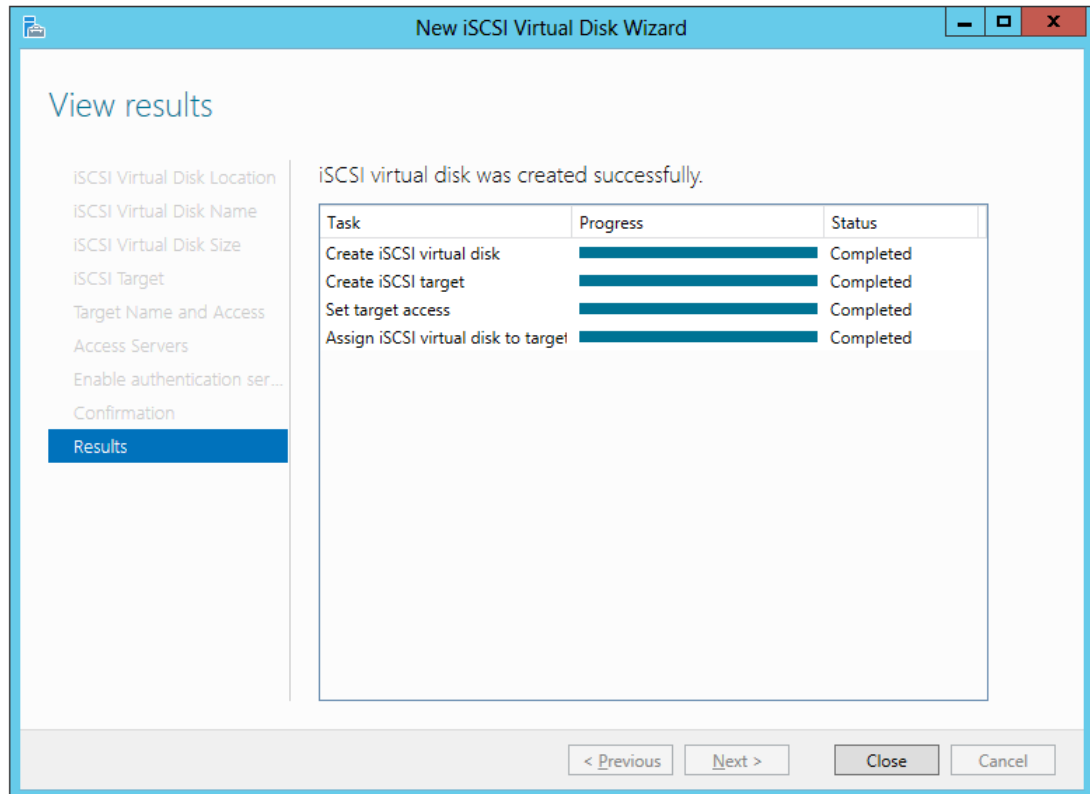 New iSCSI Virtual Disk Wizard
View results
iSCSI Virtual Disk Location
iSCSI Virtual Disk Name
iSCSI Virtual Disk Size
iSCSI Target
Target Name and Access
Access Servers
Enable authentication ser...
Confirmation
Results
iSCSI virtual disk was created successfully.
Task Progress Status
Create iSCSI virtual disk Completed
Create iSCSI target Completed
Set target access Completed
Assign iSCSI virtual disk to target Completed
< Previous Next > Close Cancel